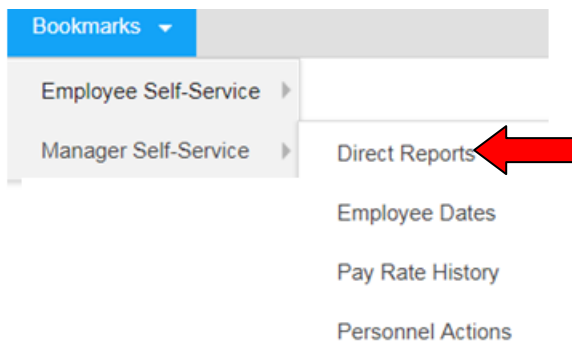 Bookmarks
Employee Self-Service
Manager Self-Service
Direct Reports
Employee Dates
Pay Rate History
Personnel Actions